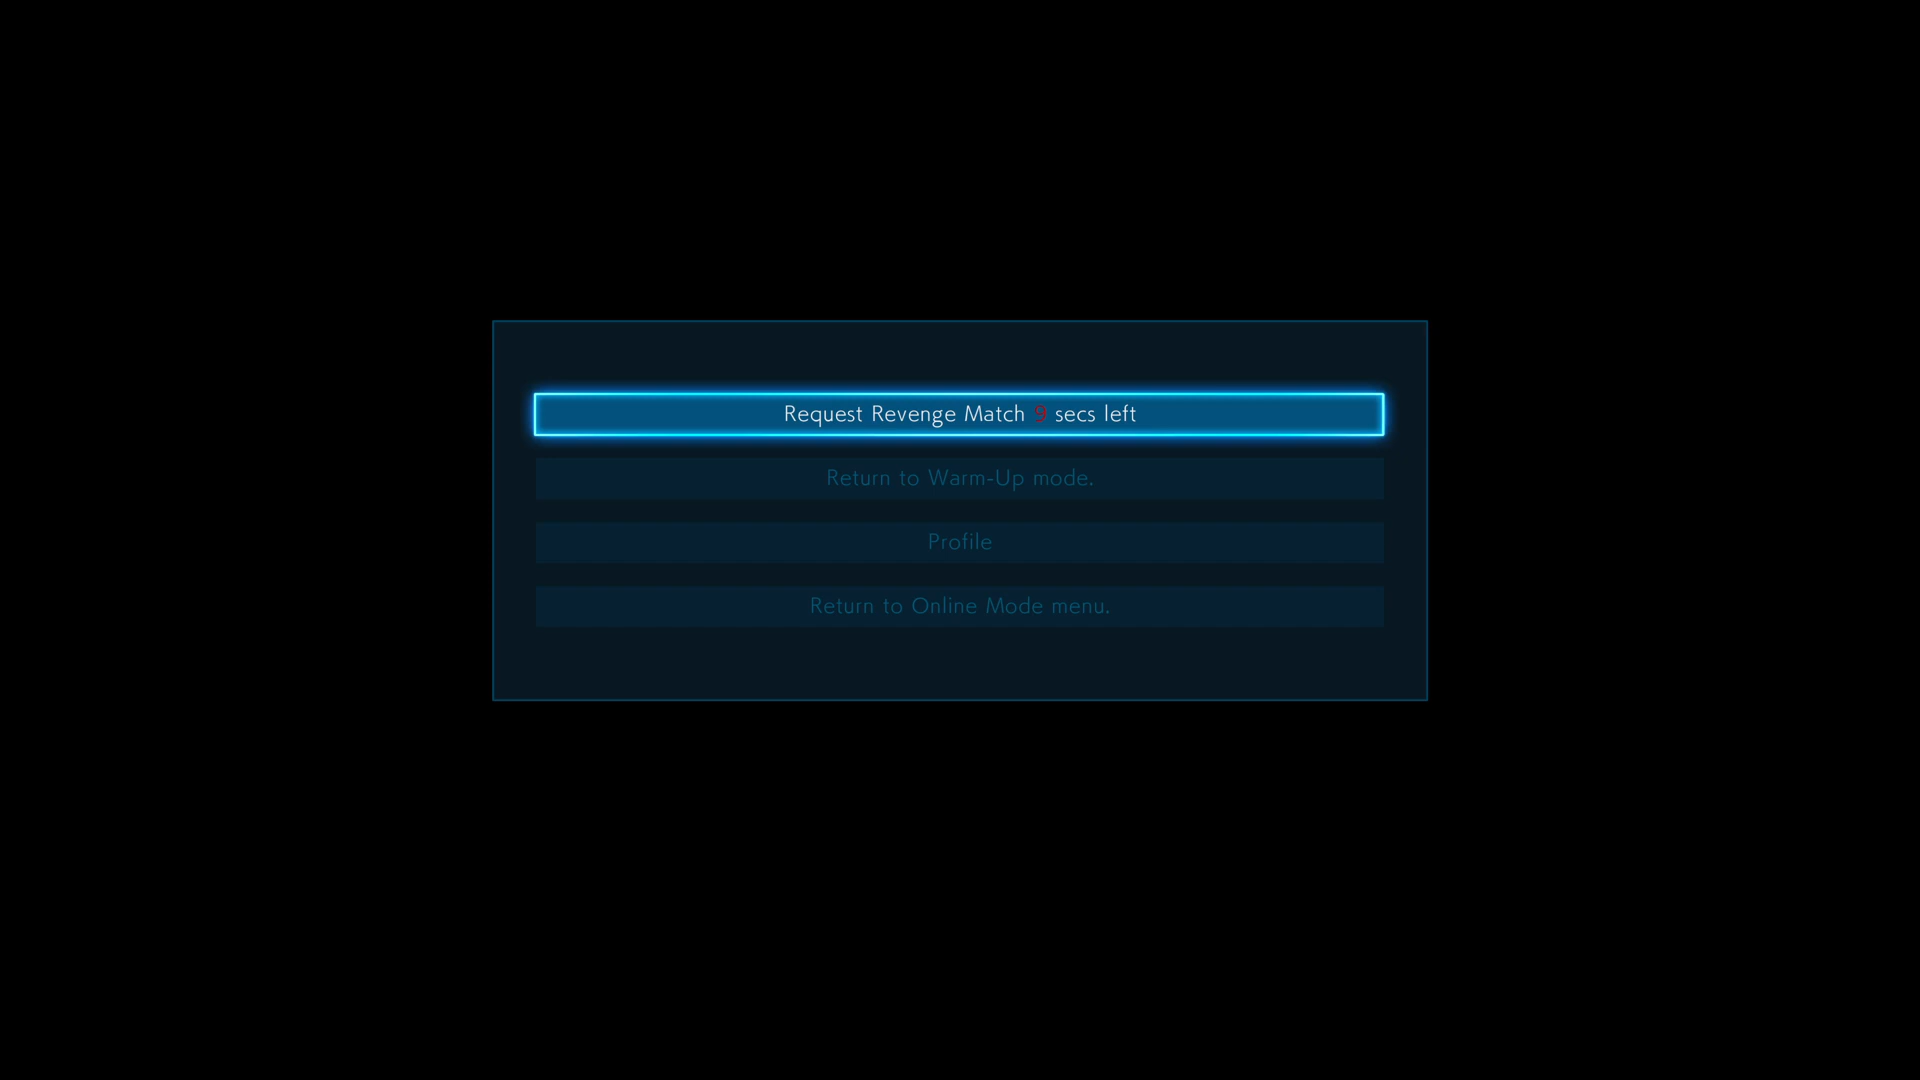 Request Revenge Match 9 secs left
Return to Warm-Up mode.
Profile
Return to Online Mode menu.